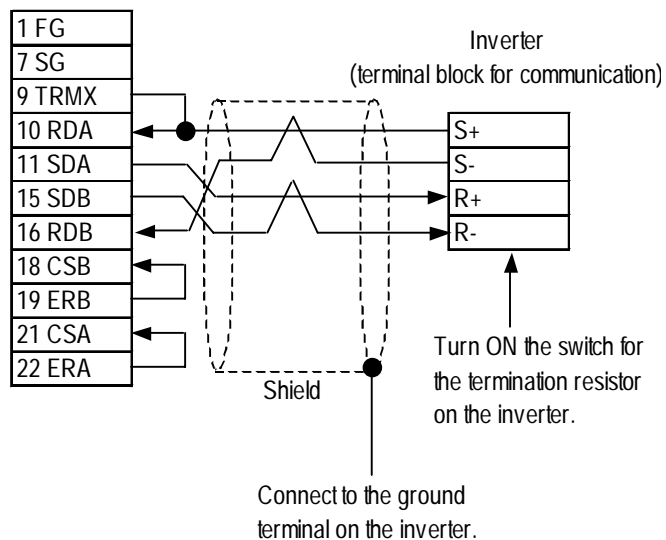 1 FG
7 SG
9 TRMX
10 RDA
11 SDA
15 SDB
16 RDB
18 CSB
19 ERB
21 CSA
22 ERA
Inverter
(terminal block for communication)
S+
S-
R+
R-
Turn ON the switch for
the termination resistor
on the inverter.
Shield
Connect to the ground
terminal on the inverter.